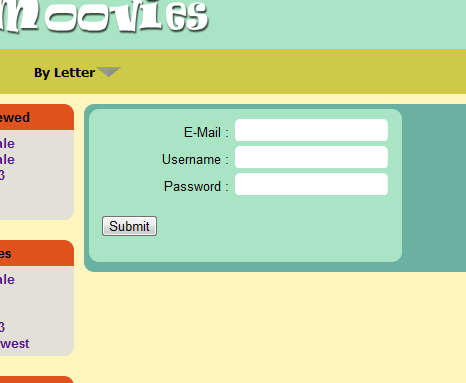 Moovies
By Letter
ewed
ale
ale
3
E-Mail :
Username :
Password :
Submit
es
ale
3
west